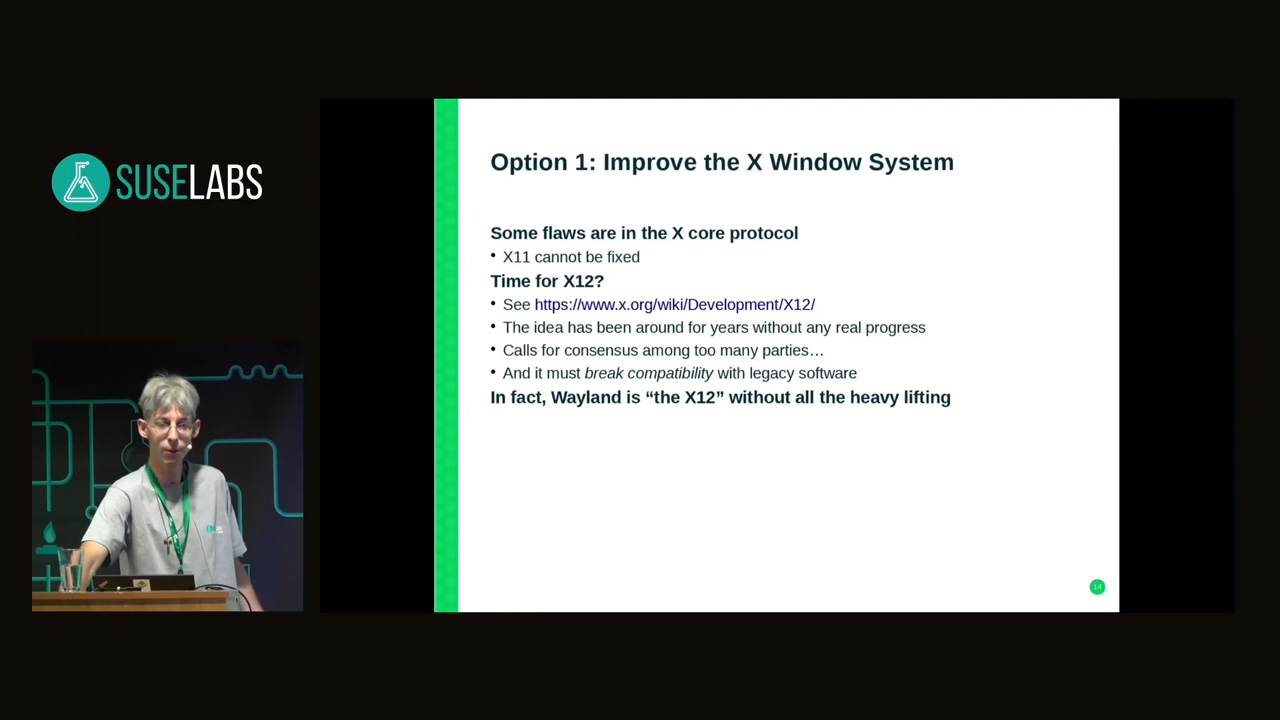 SUSELABS
Option 1: Improve the X Window System
Some flaws are in the X core protocol
• X11 cannot be fixed
Time for X12?
• See https://www.x.org/wiki/Development/X12/
• The idea has been around for years without any real progress
• Calls for consensus among too many parties…
• And it must break compatibility with legacy software
In fact, Wayland is “the X12” without all the heavy lifting
14